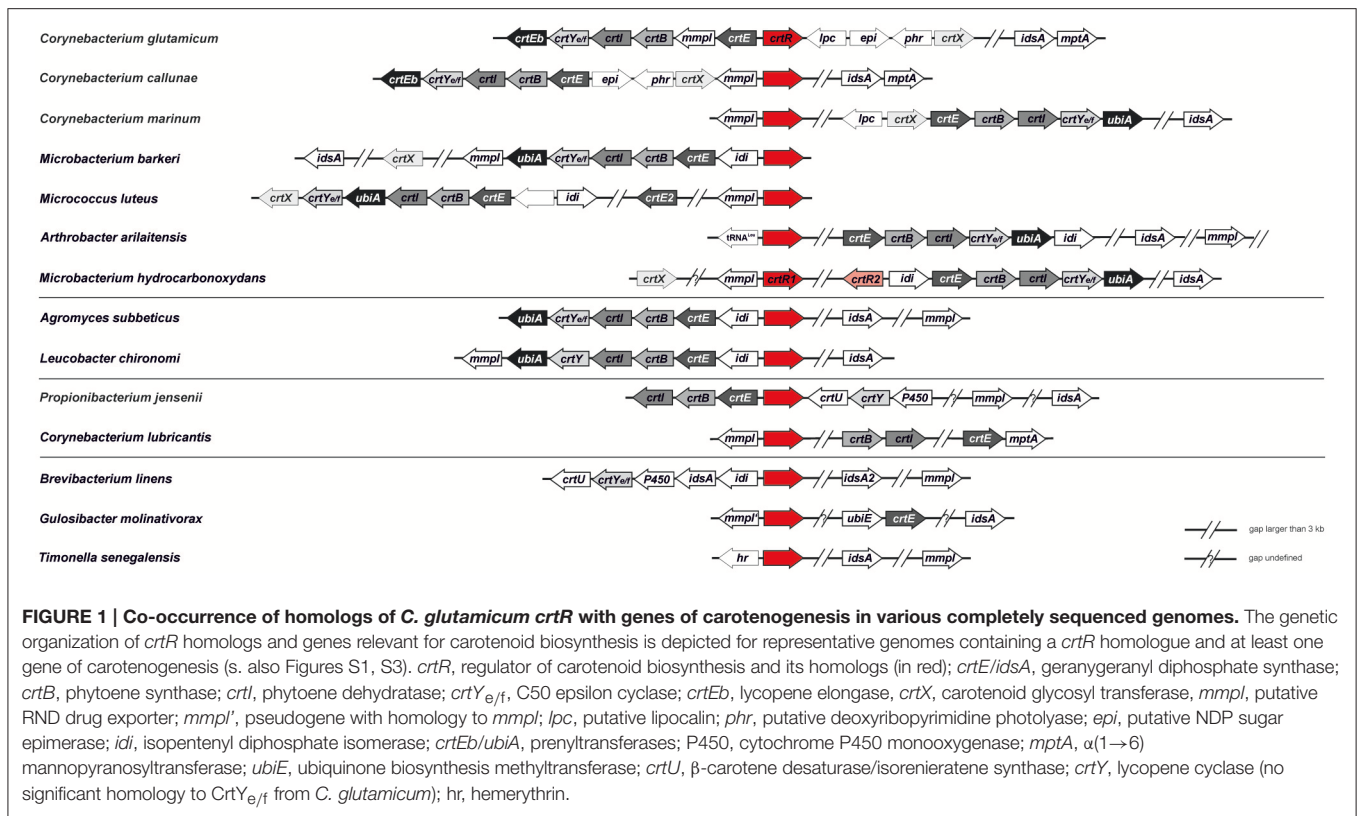 Corynebacterium glutamicum crtEb crtYe/f crtI crtB mmpl crtE crtR lpc epi phr crtX idsA mptA
Corynebacterium callunae crtEb crtYe/f crtI crtB crtE epi phr crtX mmpl idsA mptA
Corynebacterium marinum mmpl lpc crtX crtE crtB crtI crtYe/f ubiA idsA
Microbacterium barkeri idsA crtX mmpl ubiA crtYe/f crtI crtB crtE idi
Micrococcus luteus crtX crtYe/f ubiA crtI crtB crtE idi crtE2 mmpl
Arthrobacter arilaitensis tRNALeu crtE crtB crtI crtYe/f ubiA idi idsA mmpl
Microbacterium hydrocarbonoxydans crtX ? mmpl crtR1 crtR2 idi crtE crtB crtI crtYe/f ubiA idsA
Agromyces subbeticus ubiA crtYe/f crtI crtB crtE idi idsA mmpl
Leucobacter chironomi mmpl ubiA crtY crtI crtB crtE idi idsA
Propionibacterium jensenii crtI crtB crtE crtU crtY P450 ? mmpl ? idsA
Corynebacterium lubricantis mmpl crtB crtI crtE mptA
Brevibacterium linens crtU crtYe/f P450 idsA idi idsA2 mmpl
Gulosibacter molinativorax mmpl' ? ubiE crtE ? idsA
gap larger than 3 kb
Timonella senegalensis hr idsA mmpl
? gap undefined
FIGURE 1 | Co-occurrence of homologs of C. glutamicum crtR with genes of carotenogenesis in various completely sequenced genomes. The genetic
organization of crtR homologs and genes relevant for carotenoid biosynthesis is depicted for representative genomes containing a crtR homologue and at least one
gene of carotenogenesis (s. also Figures S1, S3). crtR, regulator of carotenoid biosynthesis and its homologs (in red); crtE/idsA, geranygeranyl diphosphate synthase;
crtB, phytoene synthase; crtI, phytoene dehydratase; crtYe/f, C50 epsilon cyclase; crtEb, lycopene elongase, crtX, carotenoid glycosyl transferase, mmpl, putative
RND drug exporter; mmpl', pseudogene with homology to mmpl; lpc, putative lipocalin; phr, putative deoxyribopyrimidine photolyase; epi, putative NDP sugar
epimerase; idi, isopentenyl diphosphate isomerase; crtEb/ubiA, prenyltransferases; P450, cytochrome P450 monooxygenase; mptA, α(1→6)
mannopyranosyltransferase; ubiE, ubiquinone biosynthesis methyltransferase; crtU, β-carotene desaturase/isorenieratene synthase; crtY, lycopene cyclase (no
significant homology to CrtYe/f from C. glutamicum); hr, hemerythrin.